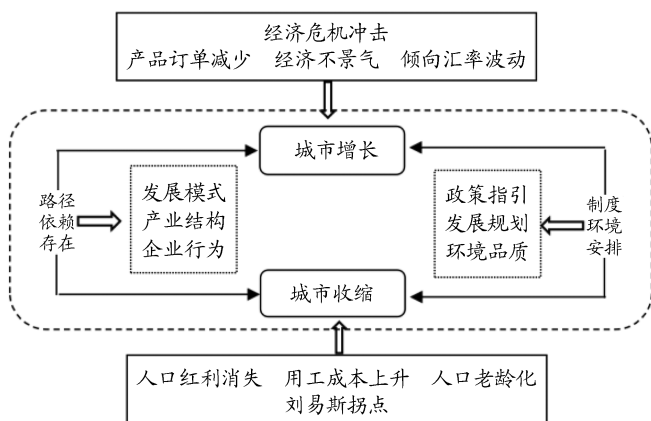 经济危机冲击
产品订单减少 经济不景气 倾向汇率波动
城市增长
路径
依赖
存在
发展模式
产业结构
企业行为
政策指引
发展规划
环境品质
制度
环境
安排
城市收缩
人口红利消失 用工成本上升 人口老龄化
刘易斯拐点